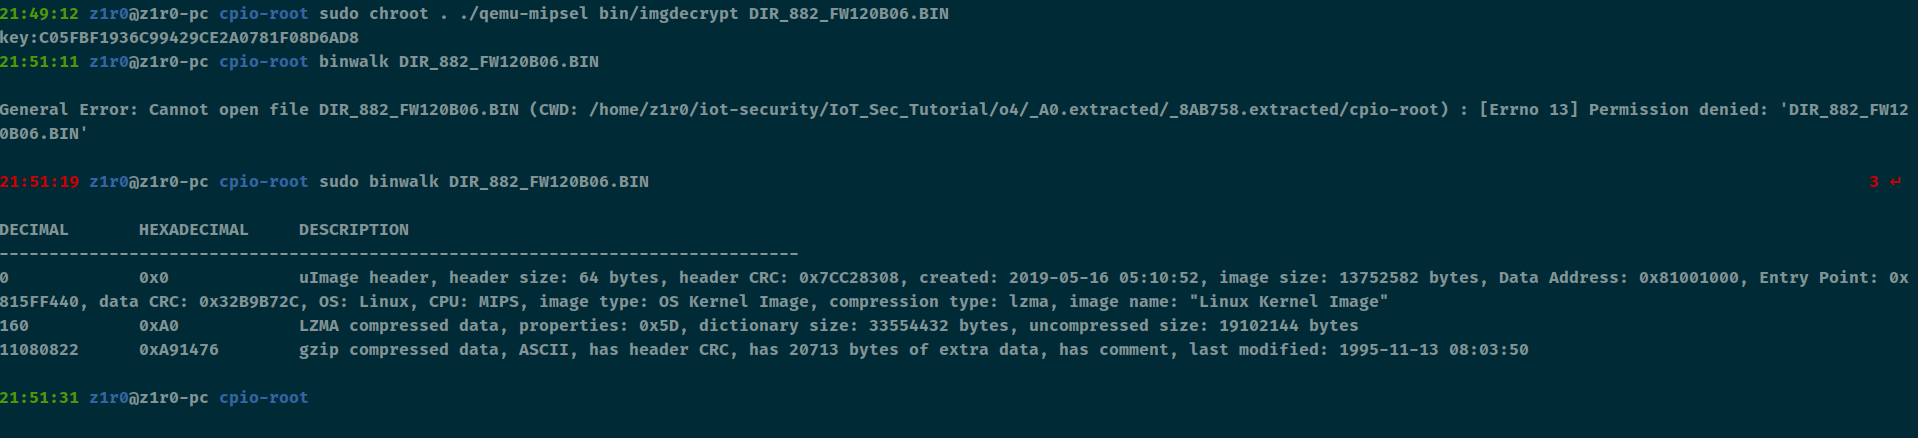 21:49:12 z1r0@z1r0-pc cpio-root sudo chroot . ./qemu-mipsel bin/imgdecrypt DIR_882_FW120B06.BIN
key:C05FBF1936C99429CE2A0781F08D6AD8
21:51:11 z1r0@z1r0-pc cpio-root binwalk DIR_882_FW120B06.BIN
General Error: Cannot open file DIR_882_FW120B06.BIN (CWD: /home/z1r0/iot-security/IoT_Sec_Tutorial/o4/_A0.extracted/_8AB758.extracted/cpio-root) : [Errno 13] Permission denied: 'DIR_882_FW12
0B06.BIN'
21:51:19 z1r0@z1r0-pc cpio-root sudo binwalk DIR_882_FW120B06.BIN 3 ↵
DECIMAL HEXADECIMAL DESCRIPTION
--------------------------------------------------------------------------------
0 0x0 uImage header, header size: 64 bytes, header CRC: 0x7CC28308, created: 2019-05-16 05:10:52, image size: 13752582 bytes, Data Address: 0x81001000, Entry Point: 0x
815FF440, data CRC: 0x32B9B72C, OS: Linux, CPU: MIPS, image type: OS Kernel Image, compression type: lzma, image name: "Linux Kernel Image"
160 0xA0 LZMA compressed data, properties: 0x5D, dictionary size: 33554432 bytes, uncompressed size: 19102144 bytes
11080822 0xA91476 gzip compressed data, ASCII, has header CRC, has 20713 bytes of extra data, has comment, last modified: 1995-11-13 08:03:50
21:51:31 z1r0@z1r0-pc cpio-root